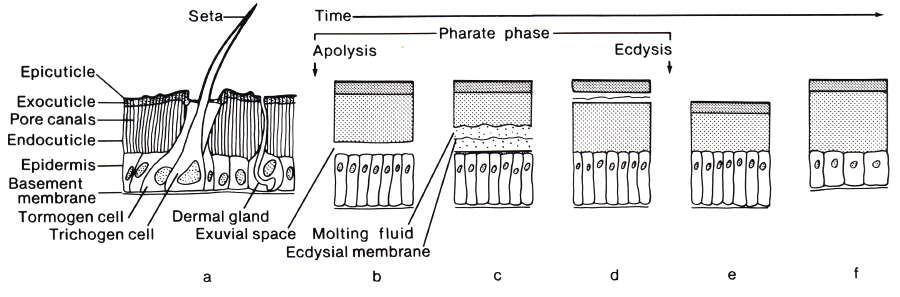 Seta
Time
Pharate phase
Apolysis
Ecdysis
Epicuticle
Exocuticle
Pore canals
Endocuticle
Epidermis
Basement
membrane
Tormogen cell
Trichogen cell
Dermal gland
Exuvial space
Molting fluid
Ecdysial membrane
a b c d e f